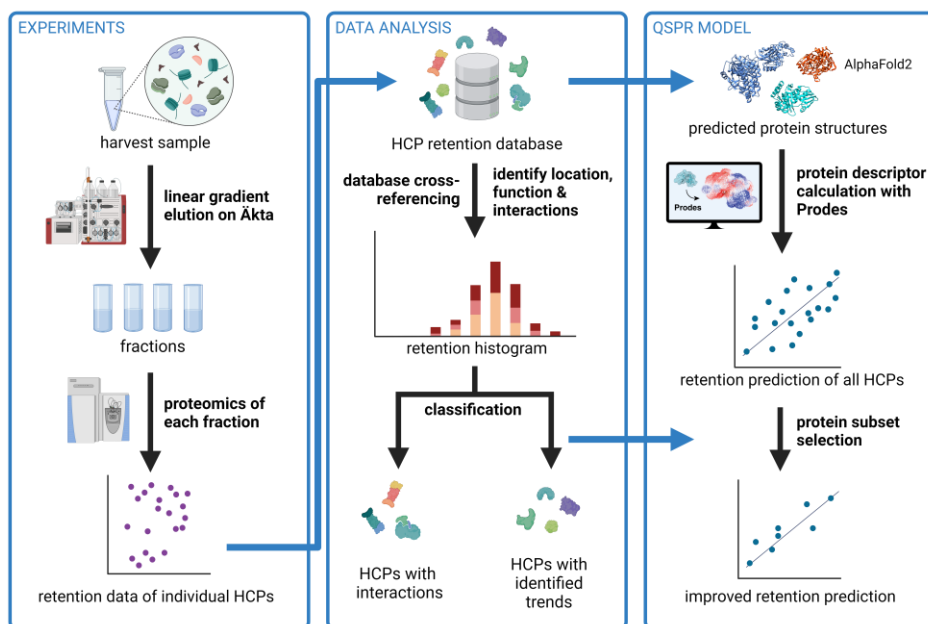 EXPERIMENTS
harvest sample
linear gradient
elution on Äkta
fractions
proteomics of
each fraction
retention data of individual HCPs
DATA ANALYSIS
HCP retention database
database cross-
referencing
identify location,
function &
interactions
retention histogram
classification
HCPs with
interactions
HCPs with
identified
trends
QSPR MODEL
AlphaFold2
predicted protein structures
Prodes
protein descriptor
calculation with
Prodes
retention prediction of all HCPs
protein subset
selection
improved retention prediction